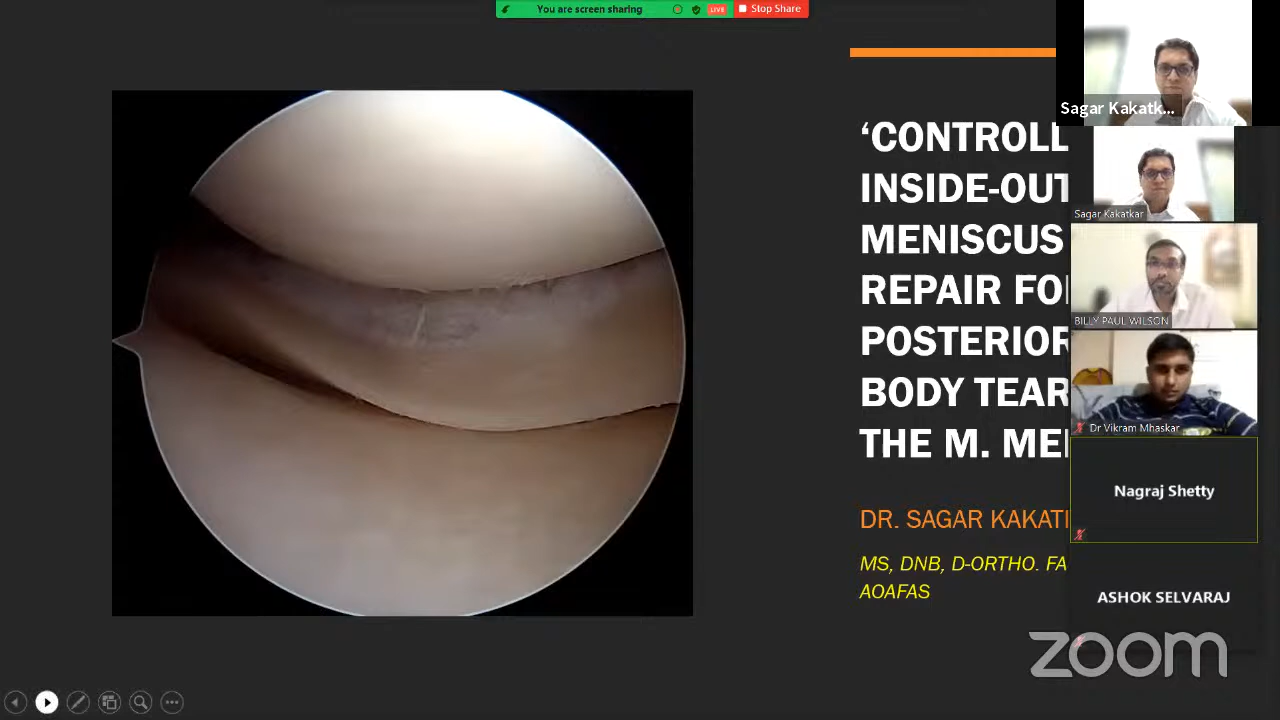 You are screen sharing
LIVE
Stop Share
‘CONTROLL
INSIDE-OUT
MENISCUS
REPAIR FO
POSTERIOR
BODY TEAR
THE M. ME
DR. SAGAR KAKAT
MS, DNB, D-ORTHO. FA
AOAFAS
Sagar Kakatk...
Sagar Kakatkar
BILLY PAUL WILSON
Dr Vikram Mhaskar
Nagraj Shetty
ASHOK SELVARAJ
zoom